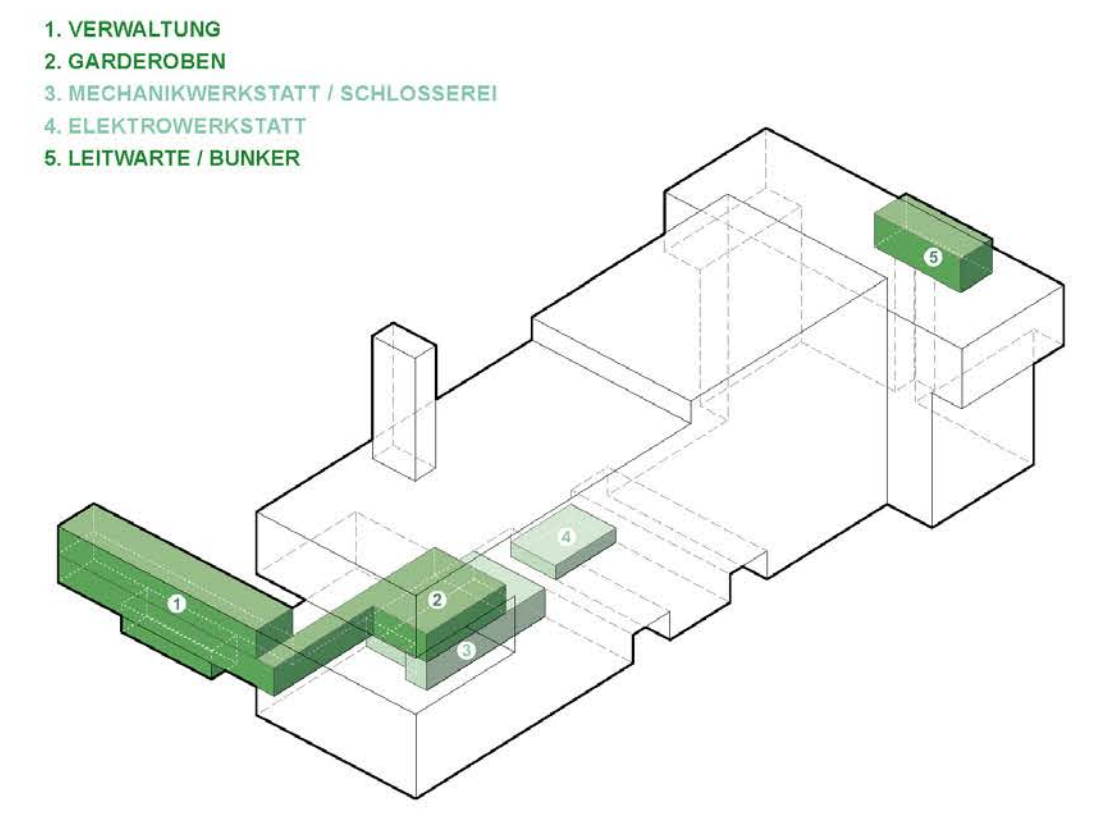 1. VERWALTUNG
2. GARDEROBEN
3. MECHANIKWERKSTATT / SCHLOSSEREI
4. ELEKTROWERKSTATT
5. LEITWARTE / BUNKER
5
4
1
2
3